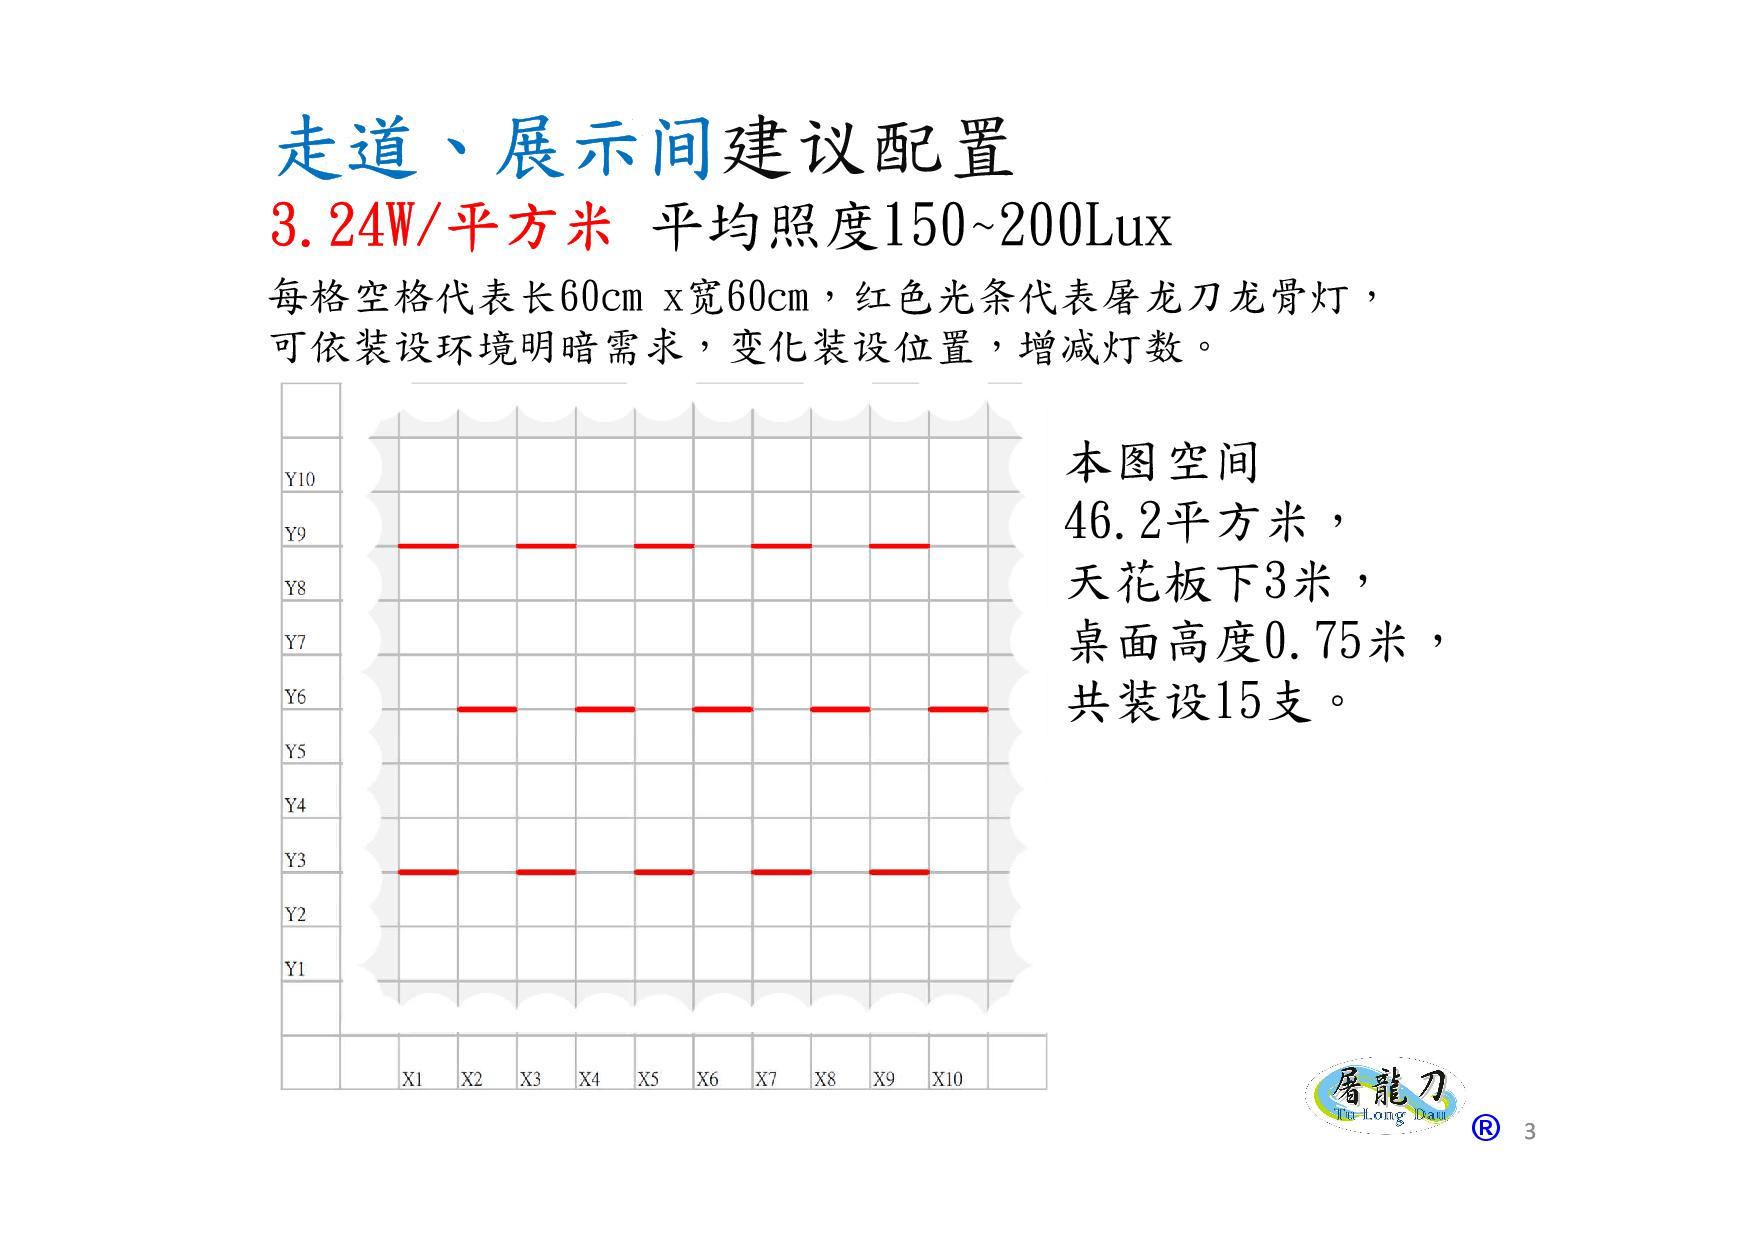 走道、展示间建议配置
3.24W/平方米 平均照度150~200Lux
每格空格代表长60cm x宽60cm，红色光条代表屠龙刀龙骨灯，
可依装设环境明暗需求，变化装设位置，增减灯数。
Y10
Y9
Y8
Y7
Y6
Y5
Y4
Y3
Y2
Y1
X1 X2 X3 X4 X5 X6 X7 X8 X9 X10
本图空间
46.2平方米，
天花板下3米，
桌面高度0.75米，
共装设15支。
屠龍刀
Tu Long Dau
®
3